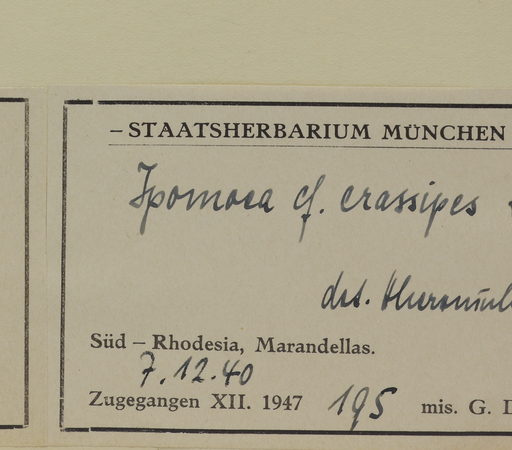 – STAATSHERBARIUM MÜNCHEN
Ipomoea cf. crassipes
det.
Süd – Rhodesia, Marandellas.
7.12.40
Zugegangen XII. 1947 195 mis. G.